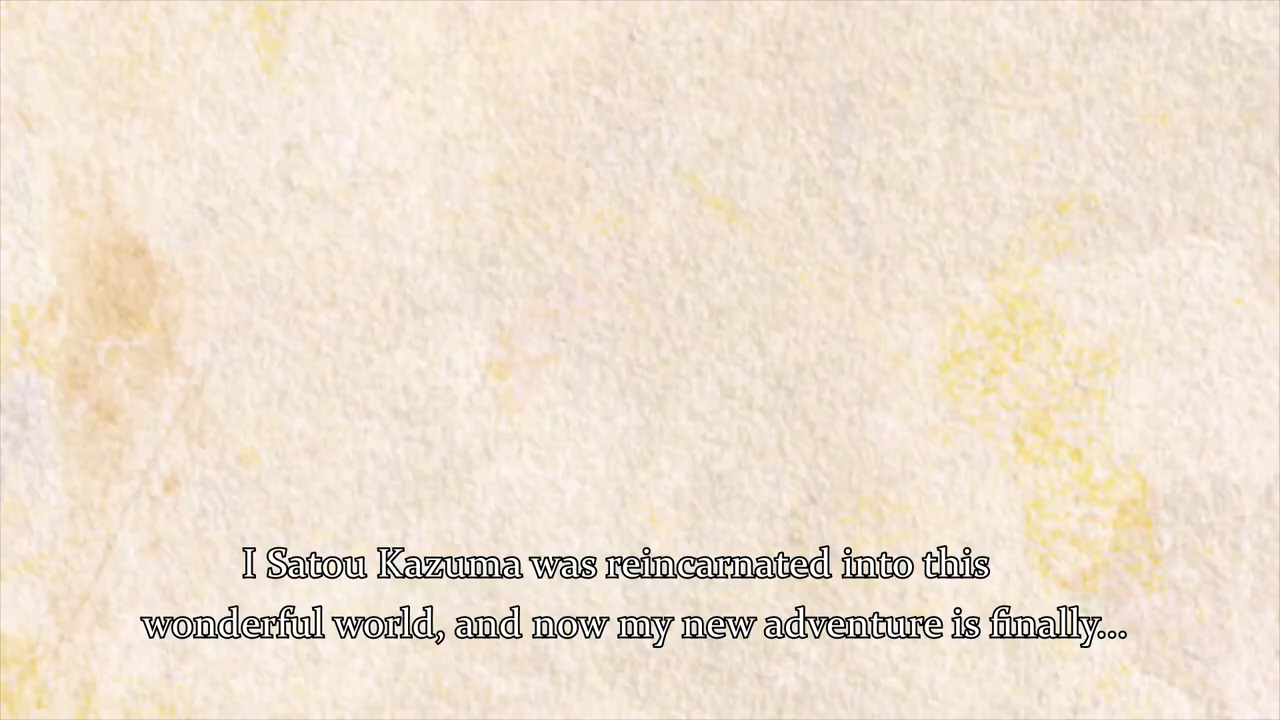 I Satou Kazuma was reincarnated into this
wonderful world, and now my new adventure is finally...